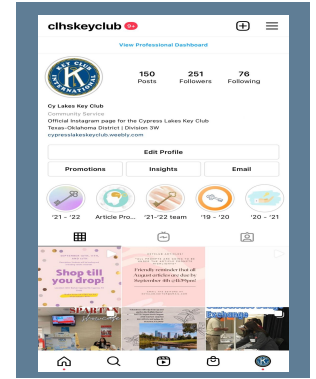 clhskeyclub 9+
View Professional Dashboard
KEY CLUB
INTERNATIONAL
K
150 251 76
Posts Followers Following
Cy Lakes Key Club
Community Service
Official Instagram page for the Cypress Lakes Key Club
Texas-Oklahoma District | Division 3W
cypresslakeskeyclub.weebly.com
Edit Profile
Promotions Insights Email
'21 - '22 Article Pro... '21-'22 team '19 - '20 '20 - '21
Shop till
you drop!
Friendly reminder that all
August articles are due by
September 4th @11:59pm!
SPARTAN
Exchange